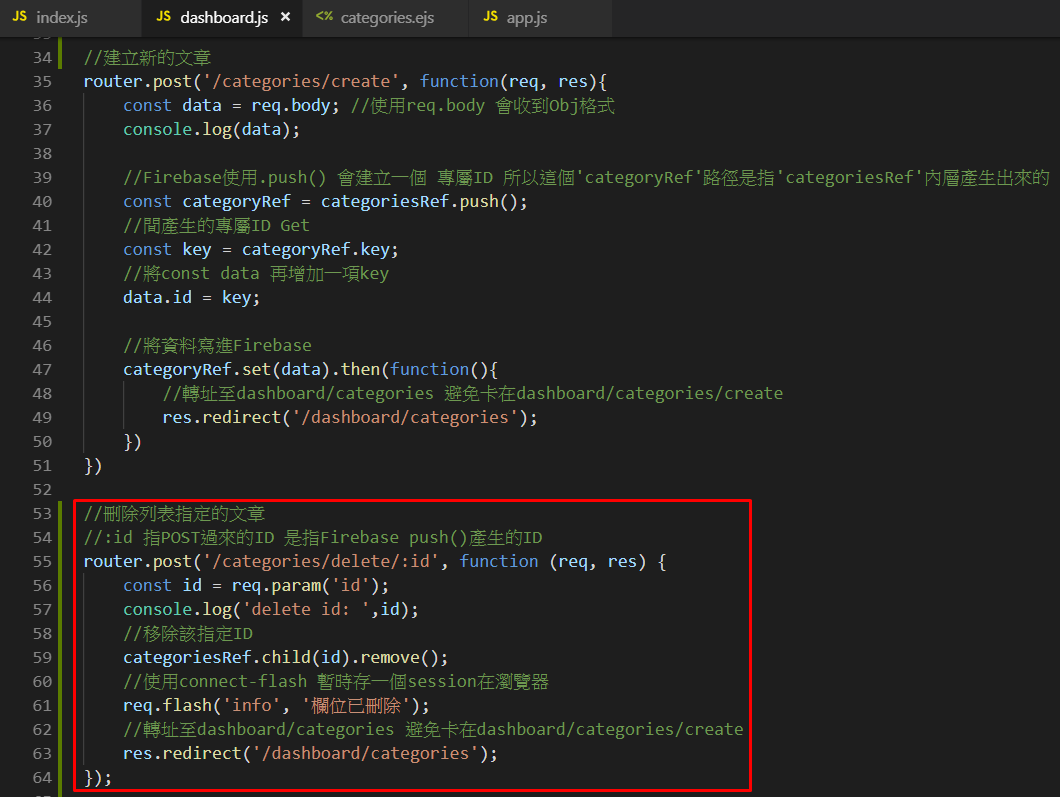 JS index.js JS dashboard.js × <% categories.ejs JS app.js
34 //建立新的文章
35 router.post('/categories/create', function(req, res){
36 const data = req.body; //使用req.body 會收到Obj格式
37 console.log(data);
38
39 //Firebase使用.push() 會建立一個 專屬ID 所以這個'categoryRef'路徑是指'categoriesRef'內層產生出來的
40 const categoryRef = categoriesRef.push();
41 //間產生的專屬ID Get
42 const key = categoryRef.key;
43 //將const data 再增加一項key
44 data.id = key;
45
46 //將資料寫進Firebase
47 categoryRef.set(data).then(function(){
48 //轉址至dashboard/categories 避免卡在dashboard/categories/create
49 res.redirect('/dashboard/categories');
50 })
51 })
52
53 //刪除列表指定的文章
54 //:id 指POST過來的ID 是指Firebase push()產生的ID
55 router.post('/categories/delete/:id', function (req, res) {
56 const id = req.param('id');
57 console.log('delete id: ',id);
58 //移除該指定ID
59 categoriesRef.child(id).remove();
60 //使用connect-flash 暫時存一個session在瀏覽器
61 req.flash('info', '欄位已刪除');
62 //轉址至dashboard/categories 避免卡在dashboard/categories/create
63 res.redirect('/dashboard/categories');
64 });